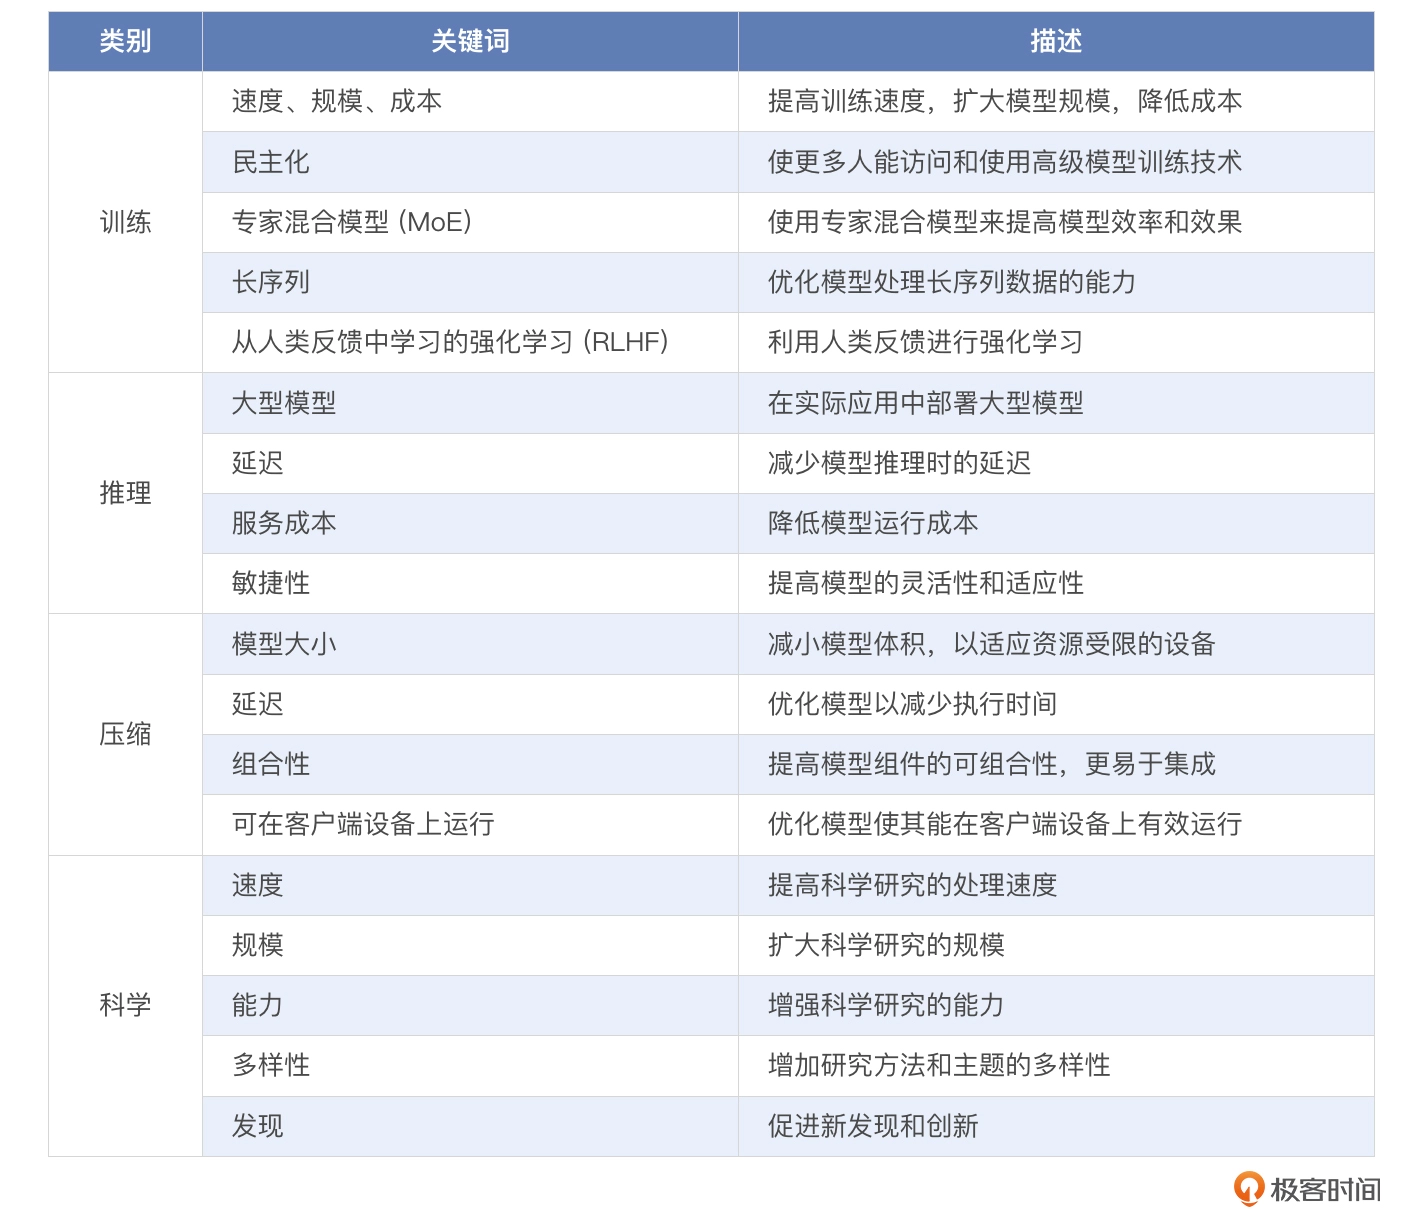 类别 关键词 描述
训练
速度、规模、成本 提高训练速度，扩大模型规模，降低成本
民主化 使更多人能访问和使用高级模型训练技术
专家混合模型 (MoE) 使用专家混合模型来提高模型效率和效果
长序列 优化模型处理长序列数据的能力
从人类反馈中学习的强化学习 (RLHF) 利用人类反馈进行强化学习
推理
大型模型 在实际应用中部署大型模型
延迟 减少模型推理时的延迟
服务成本 降低模型运行成本
敏捷性 提高模型的灵活性和适应性
压缩
模型大小 减小模型体积，以适应资源受限的设备
延迟 优化模型以减少执行时间
组合性 提高模型组件的可组合性，更易于集成
可在客户端设备上运行 优化模型使其能在客户端设备上有效运行
科学
速度 提高科学研究的处理速度
规模 扩大科学研究的规模
能力 增强科学研究的能力
多样性 增加研究方法和主题的多样性
发现 促进新发现和创新
极客时间